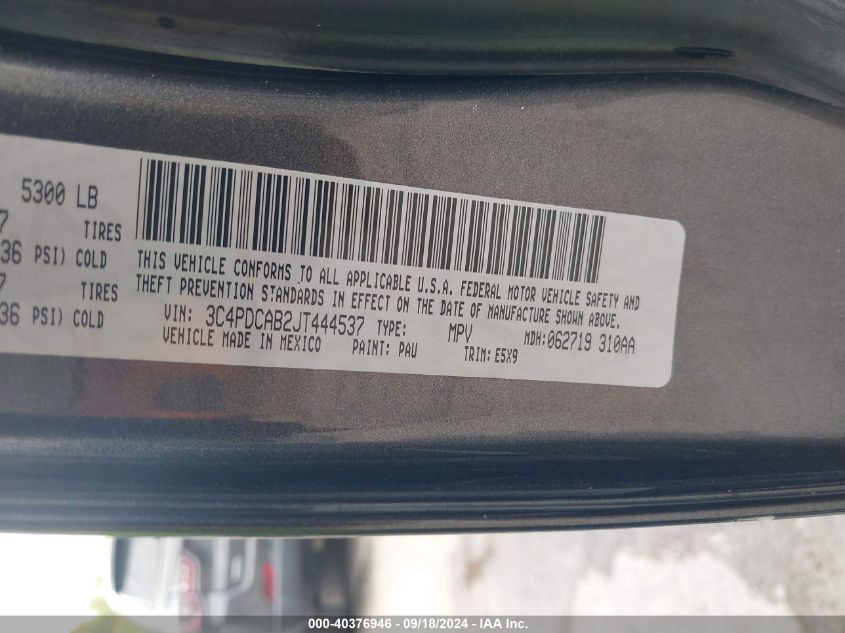 5300 LB
7 TIRES
36 PSI) COLD
7 TIRES
36 PSI) COLD
THIS VEHICLE CONFORMS TO ALL APPLICABLE U.S.A. FEDERAL MOTOR VEHICLE SAFETY AND
THEFT PREVENTION STANDARDS IN EFFECT ON THE DATE OF MANUFACTURE SHOWN ABOVE.
VIN: 3C4PDCAB2JT444537 TYPE: MPV MDH:062719 310AA
VEHICLE MADE IN MEXICO PAINT: PAU TRIM: E5X9
000-40376946 - 09/18/2024 - IAA Inc.